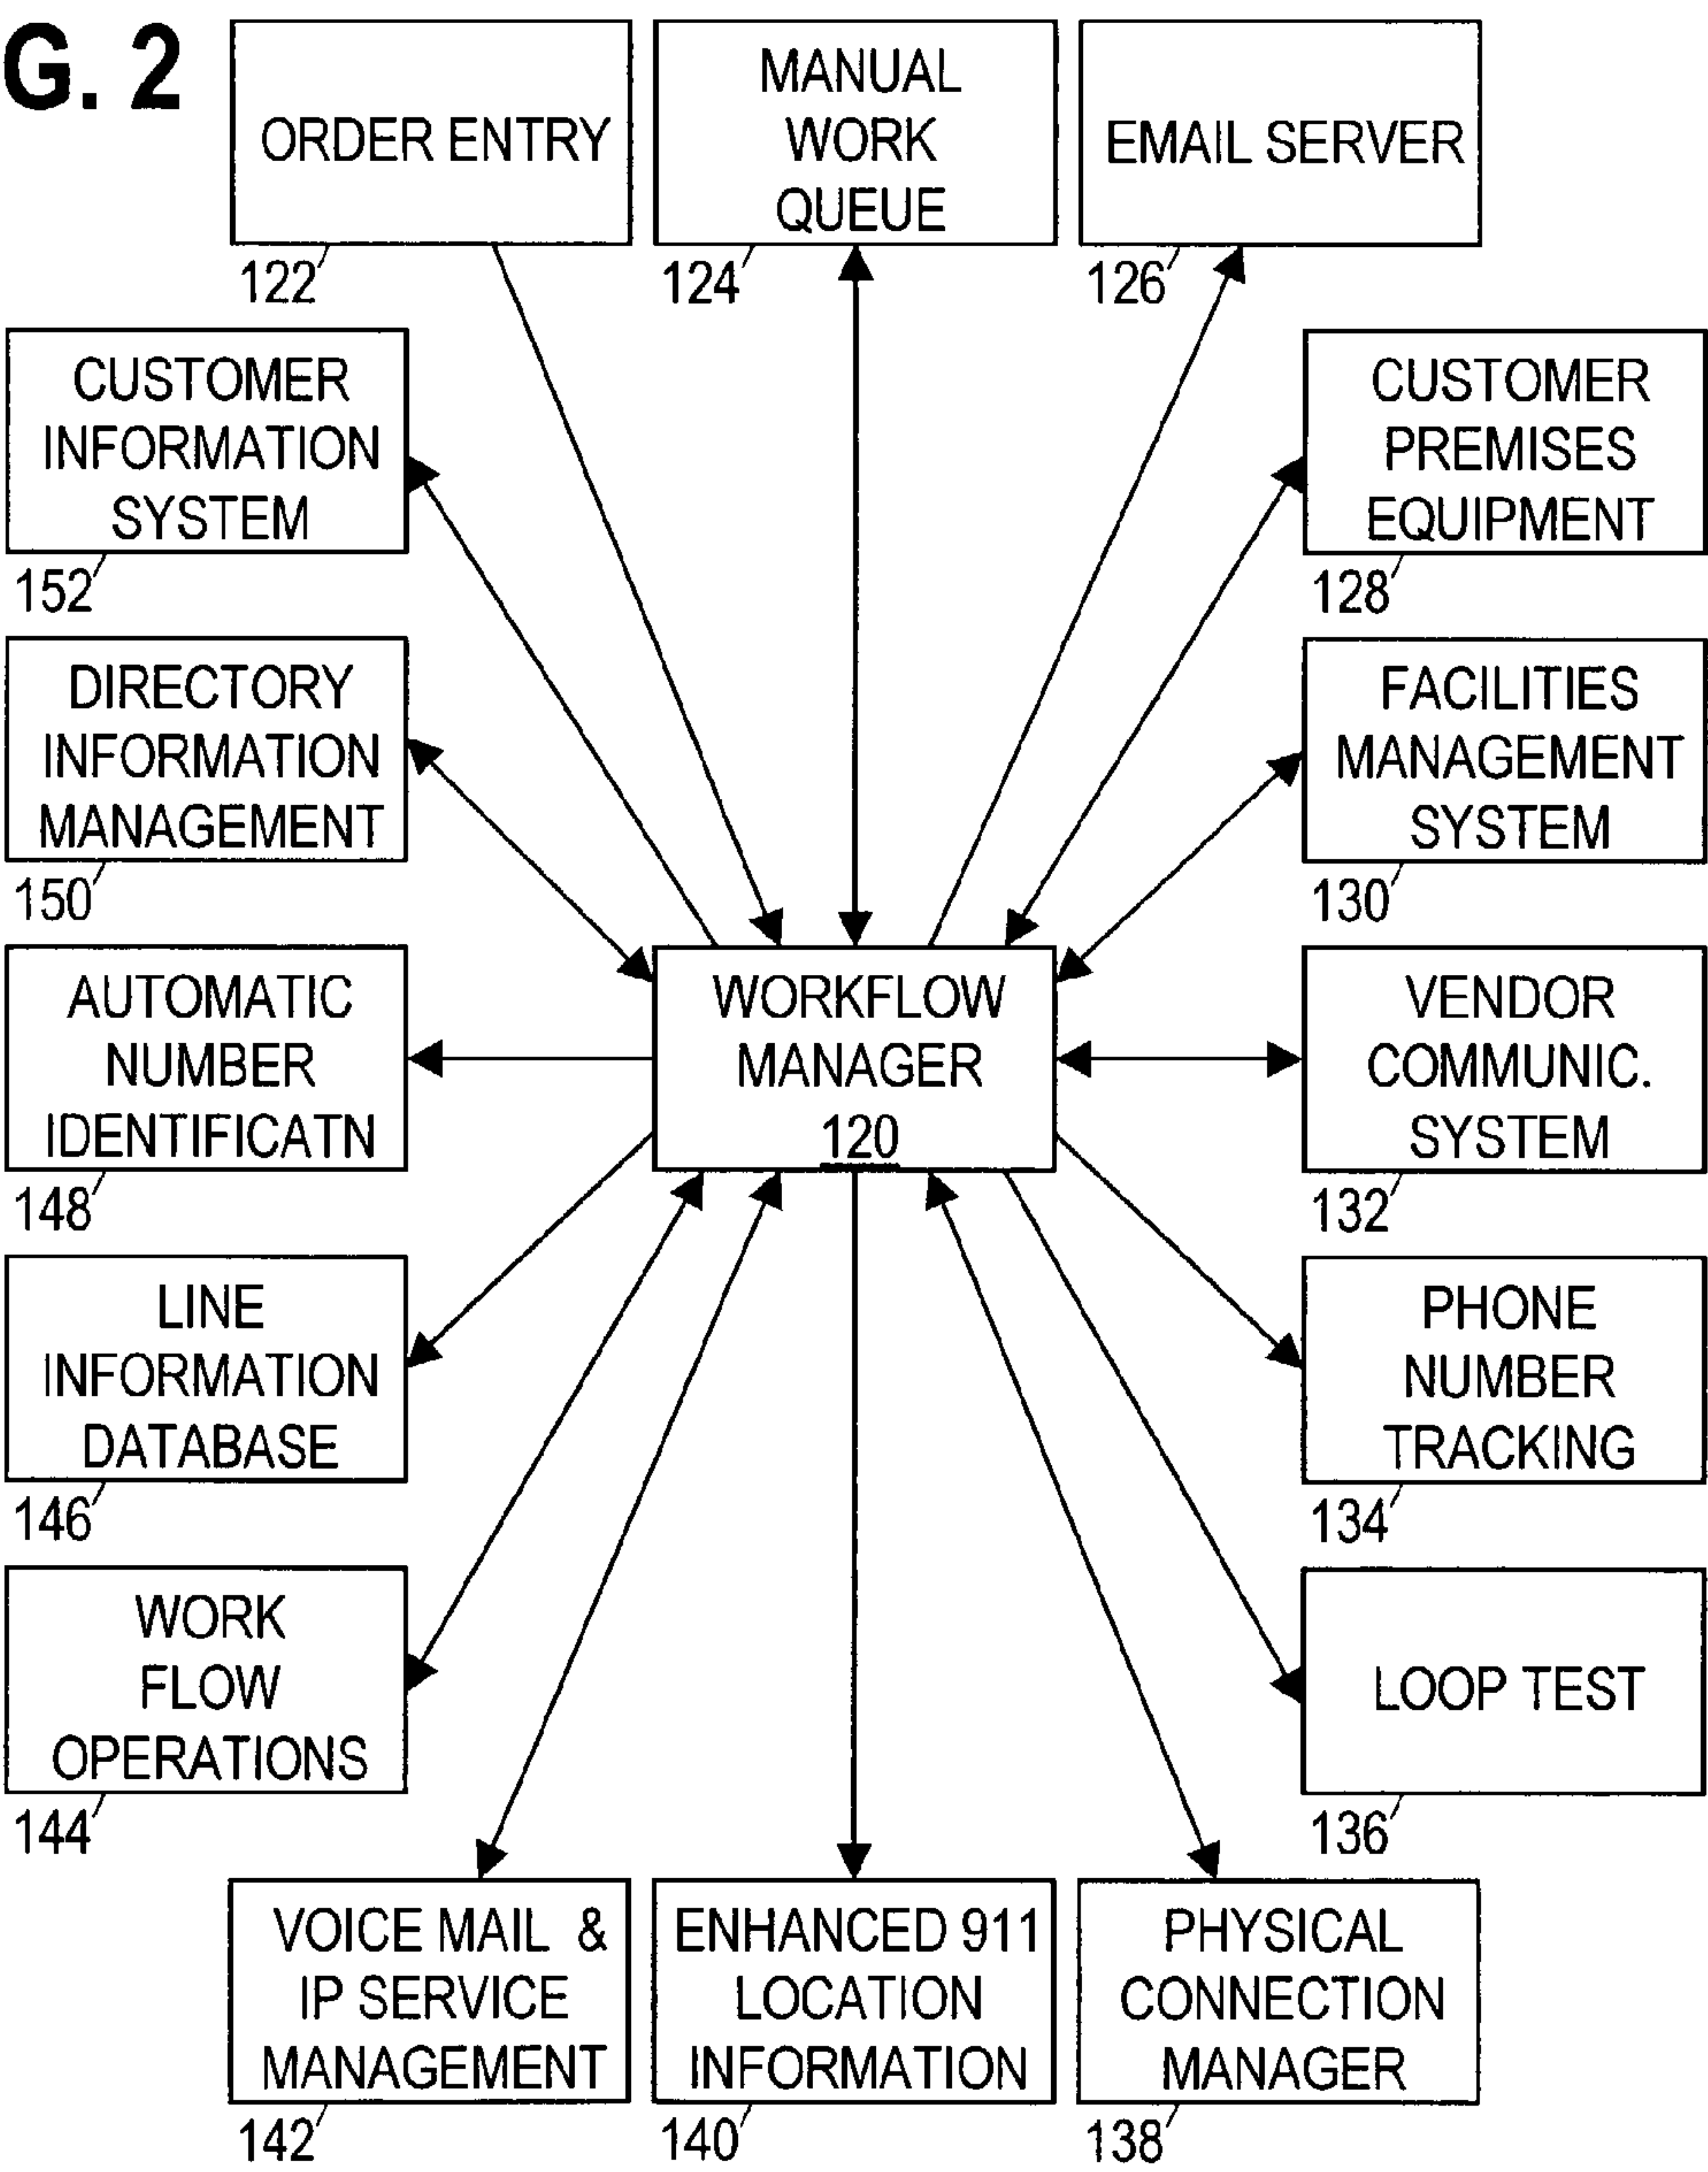 G. 2
ORDER ENTRY
122
MANUAL
WORK
QUEUE
124
EMAIL SERVER
126
CUSTOMER
INFORMATION
SYSTEM
152
CUSTOMER
PREMISES
EQUIPMENT
128
DIRECTORY
INFORMATION
MANAGEMENT
150
FACILITIES
MANAGEMENT
SYSTEM
130
AUTOMATIC
NUMBER
IDENTIFICATN
148
WORKFLOW
MANAGER
120
VENDOR
COMMUNIC.
SYSTEM
132
LINE
INFORMATION
DATABASE
146
PHONE
NUMBER
TRACKING
134
WORK
FLOW
OPERATIONS
144
LOOP TEST
136
VOICE MAIL &
IP SERVICE
MANAGEMENT
142
ENHANCED 911
LOCATION
INFORMATION
140
PHYSICAL
CONNECTION
MANAGER
138